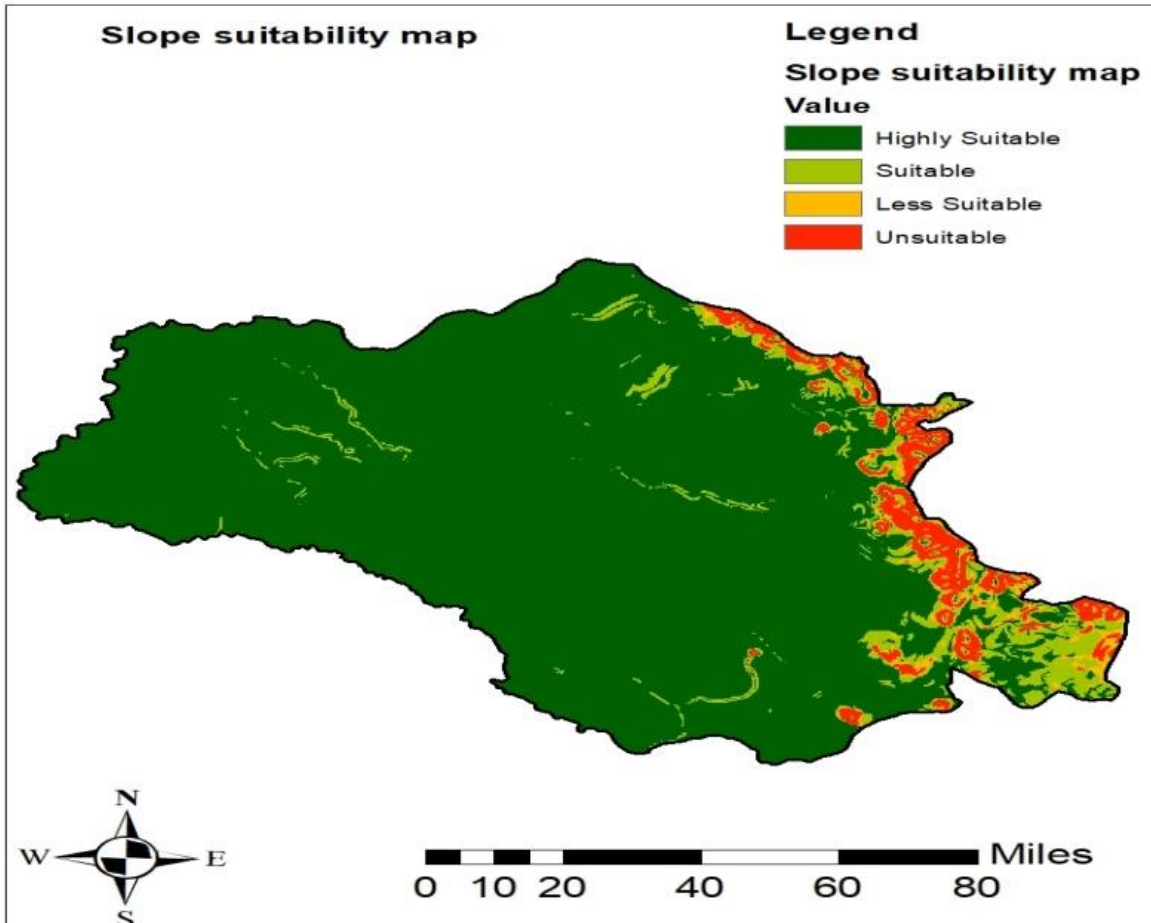 Slope suitability map
Legend
Slope suitability map
Value
Highly Suitable
Suitable
Less Suitable
Unsuitable
N
W E
S
Miles
0 10 20 40 60 80